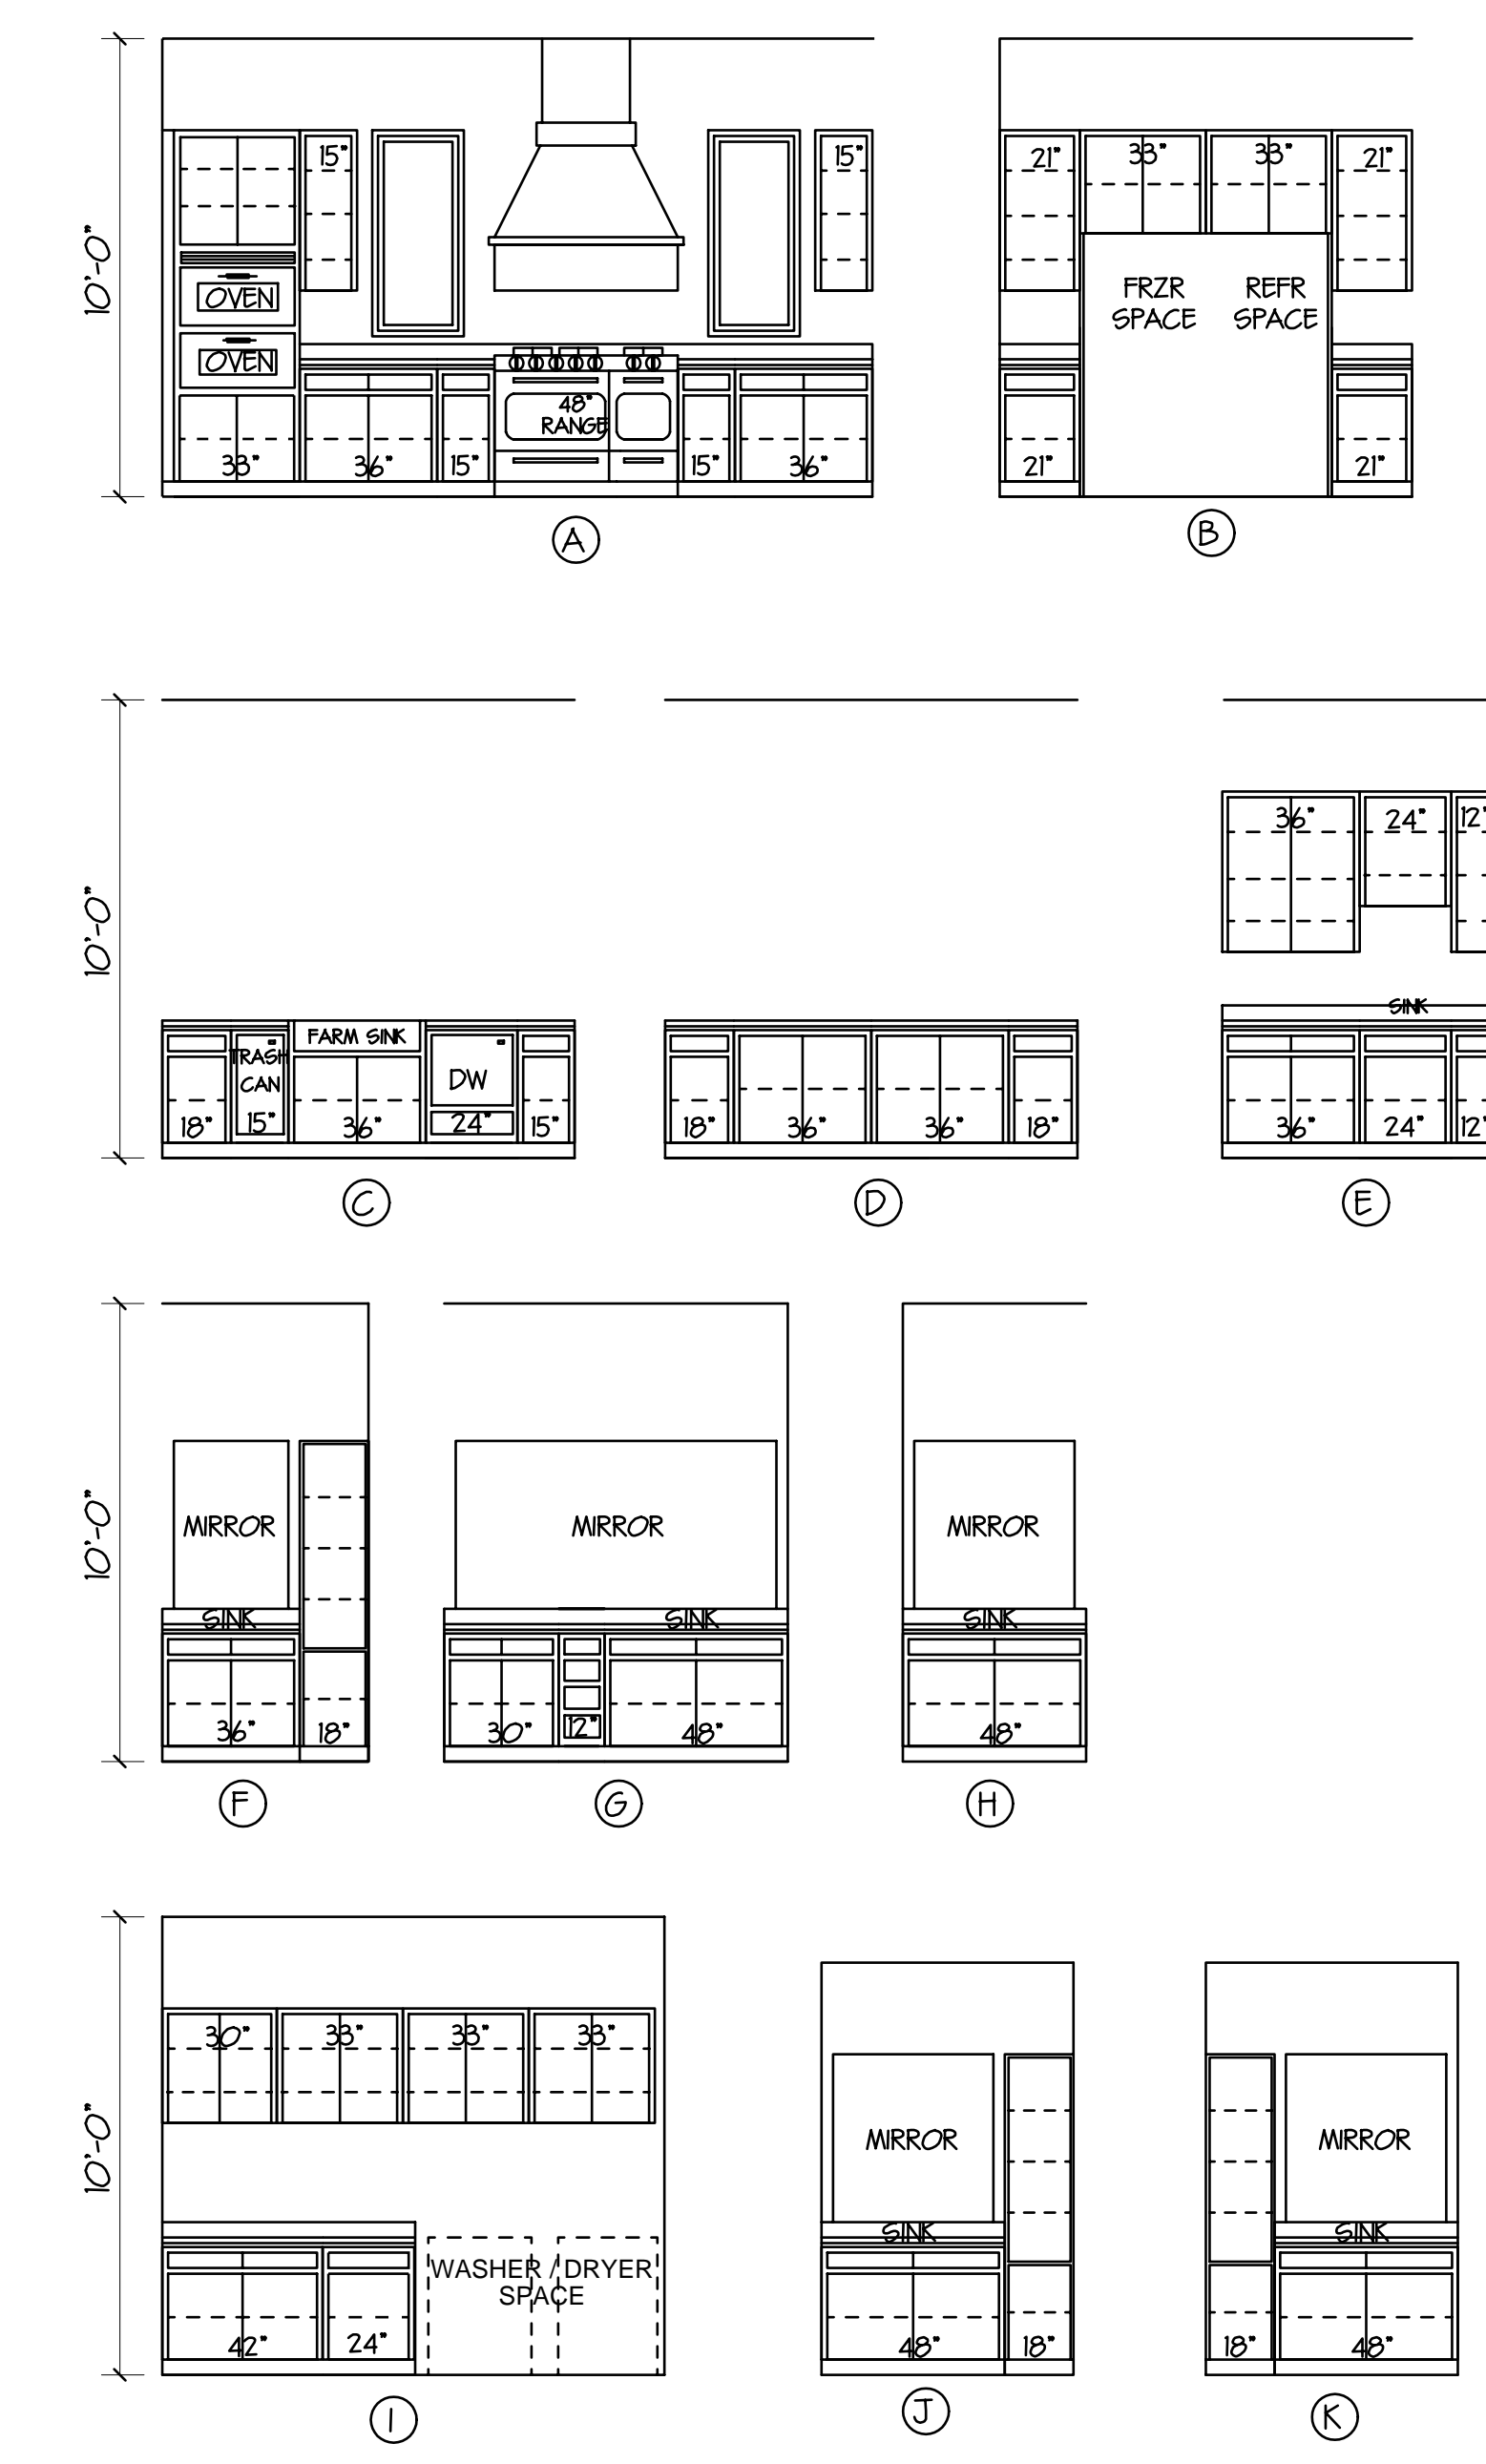 10'-0"
15"
15"
OVEN
OVEN
48"
RANGE
33"
36"
15"
15"
36"
A
21"
33"
33"
21"
FRZR
SPACE
REFR
SPACE
21"
21"
B
10'-0"
TRASH
CAN
FARM SINK
DW
18"
15"
36"
24"
15"
C
18"
36"
36"
18"
D
36"
24"
12"
SINK
36"
24"
12"
E
10'-0"
MIRROR
SINK
36"
18"
F
MIRROR
SINK
30"
12"
48"
G
MIRROR
SINK
48"
H
10'-0"
30"
33"
33"
33"
WASHER / DRYER
SPACE
42"
24"
I
MIRROR
SINK
48"
18"
J
MIRROR
SINK
18"
48"
K